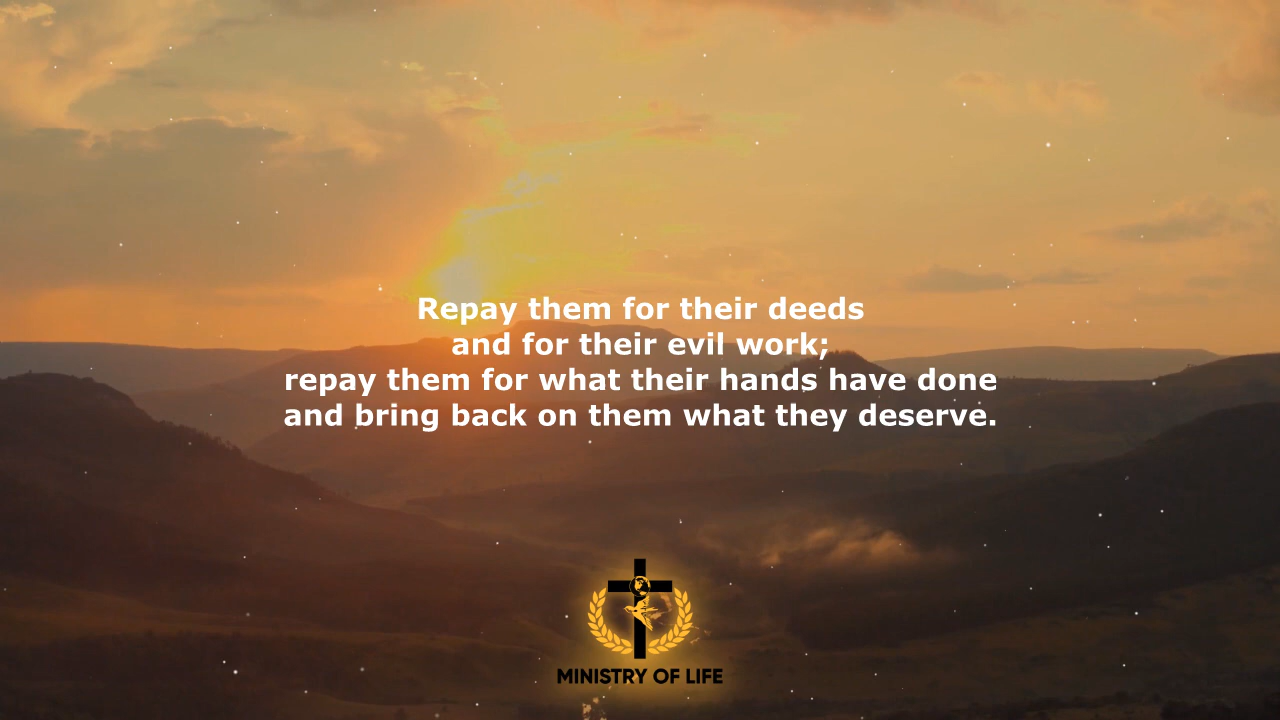 Repay them for their deeds
and for their evil work;
repay them for what their hands have done
and bring back on them what they deserve.
MINISTRY OF LIFE